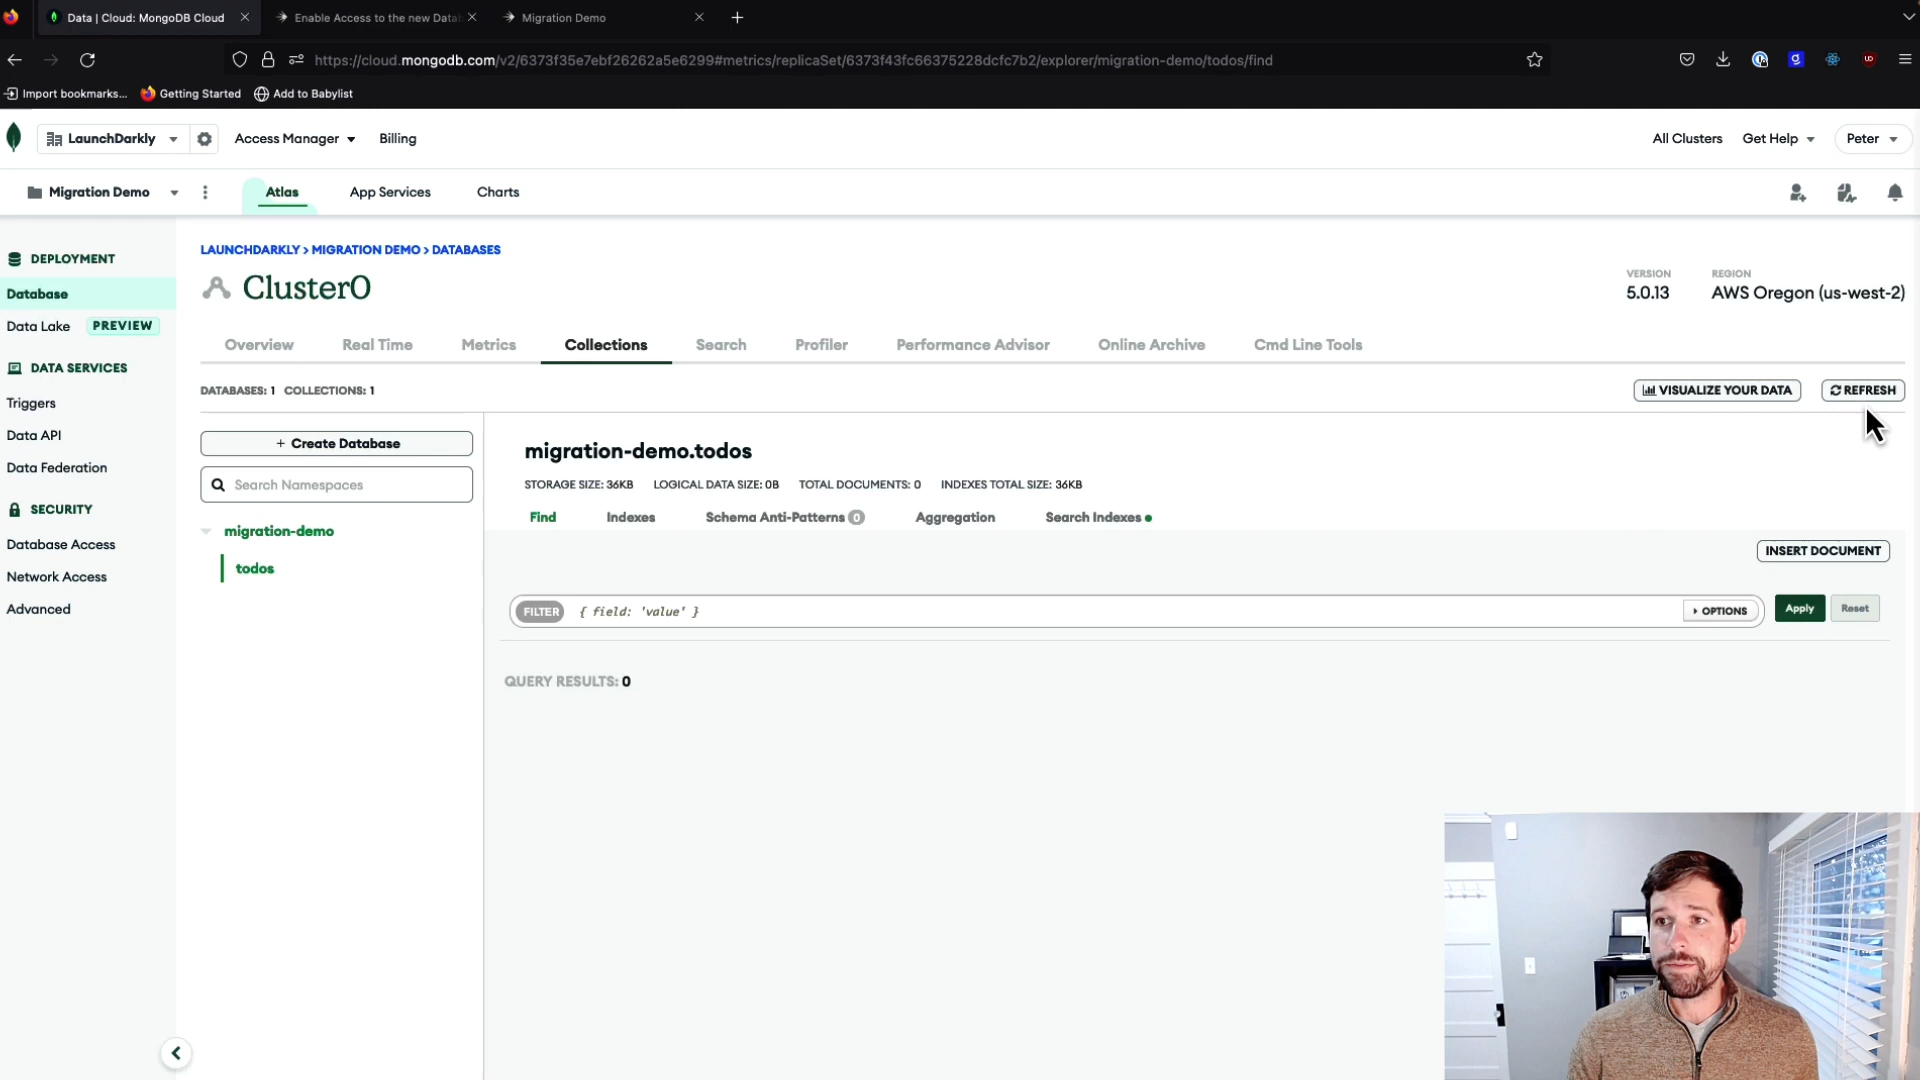 Data | Cloud: MongoDB Cloud
Enable Access to the new Datab
Migration Demo
https://cloud.mongodb.com/v2/6373f35e7ebf26262a5e6299#metrics/replicaSet/6373f43fc66375228dcfc7b2/explorer/migration-demo/todos/find
Import bookmarks...
Getting Started
Add to Babylist
LaunchDarkly
Access Manager
Billing
All Clusters
Get Help
Peter
Migration Demo
Atlas
App Services
Charts
DEPLOYMENT
Database
Data Lake
PREVIEW
DATA SERVICES
Triggers
Data API
Data Federation
SECURITY
Database Access
Network Access
Advanced
LAUNCHDARKLY > MIGRATION DEMO > DATABASES
Cluster0
VERSION
5.0.13
REGION
AWS Oregon (us-west-2)
Overview
Real Time
Metrics
Collections
Search
Profiler
Performance Advisor
Online Archive
Cmd Line Tools
DATABASES: 1 COLLECTIONS: 1
VISUALIZE YOUR DATA
REFRESH
+ Create Database
Search Namespaces
migration-demo
todos
migration-demo.todos
STORAGE SIZE: 36KB
LOGICAL DATA SIZE: 0B
TOTAL DOCUMENTS: 0
INDEXES TOTAL SIZE: 36KB
Find
Indexes
Schema Anti-Patterns 0
Aggregation
Search Indexes
INSERT DOCUMENT
FILTER
{ field: 'value' }
OPTIONS
Apply
Reset
QUERY RESULTS: 0